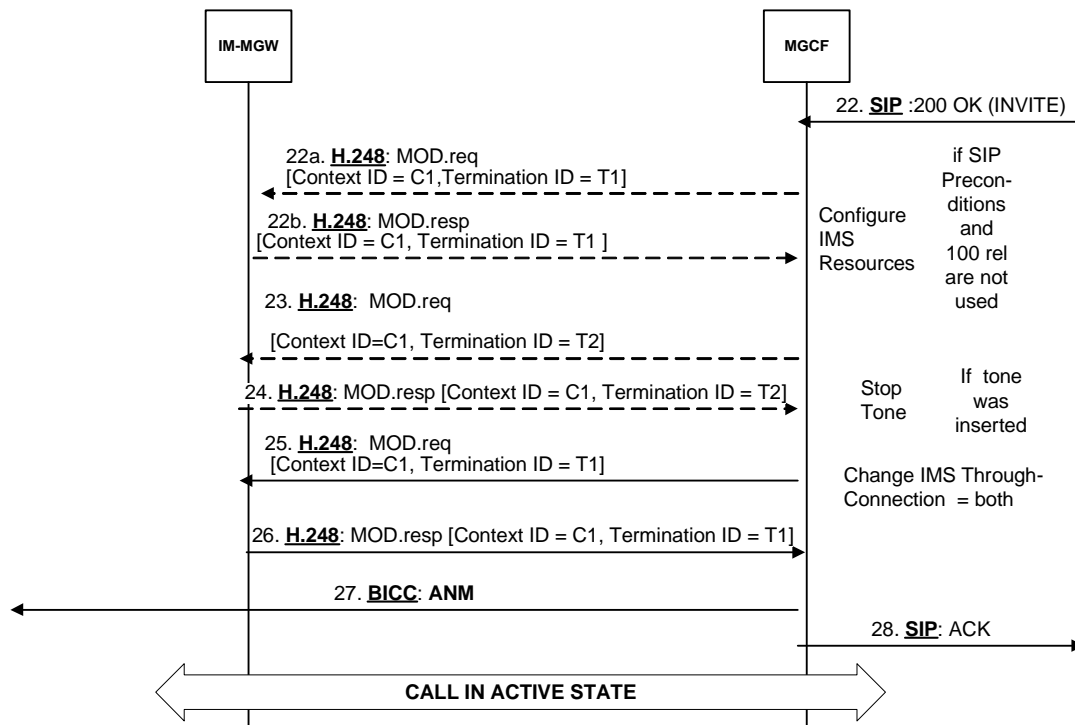 IM-MGW
MGCF
22. SIP :200 OK (INVITE)
22a. H.248: MOD.req
[Context ID = C1,Termination ID = T1]
22b. H.248: MOD.resp
[Context ID = C1, Termination ID = T1 ]
Configure
IMS
Resources
if SIP
Precon-
ditions
and
100 rel
are not
used
23. H.248: MOD.req
[Context ID=C1, Termination ID = T2]
24. H.248: MOD.resp [Context ID = C1, Termination ID = T2]
Stop
Tone
If tone
was
inserted
25. H.248: MOD.req
[Context ID=C1, Termination ID = T1]
Change IMS Through-
Connection = both
26. H.248: MOD.resp [Context ID = C1, Termination ID = T1]
27. BICC: ANM
28. SIP: ACK
CALL IN ACTIVE STATE